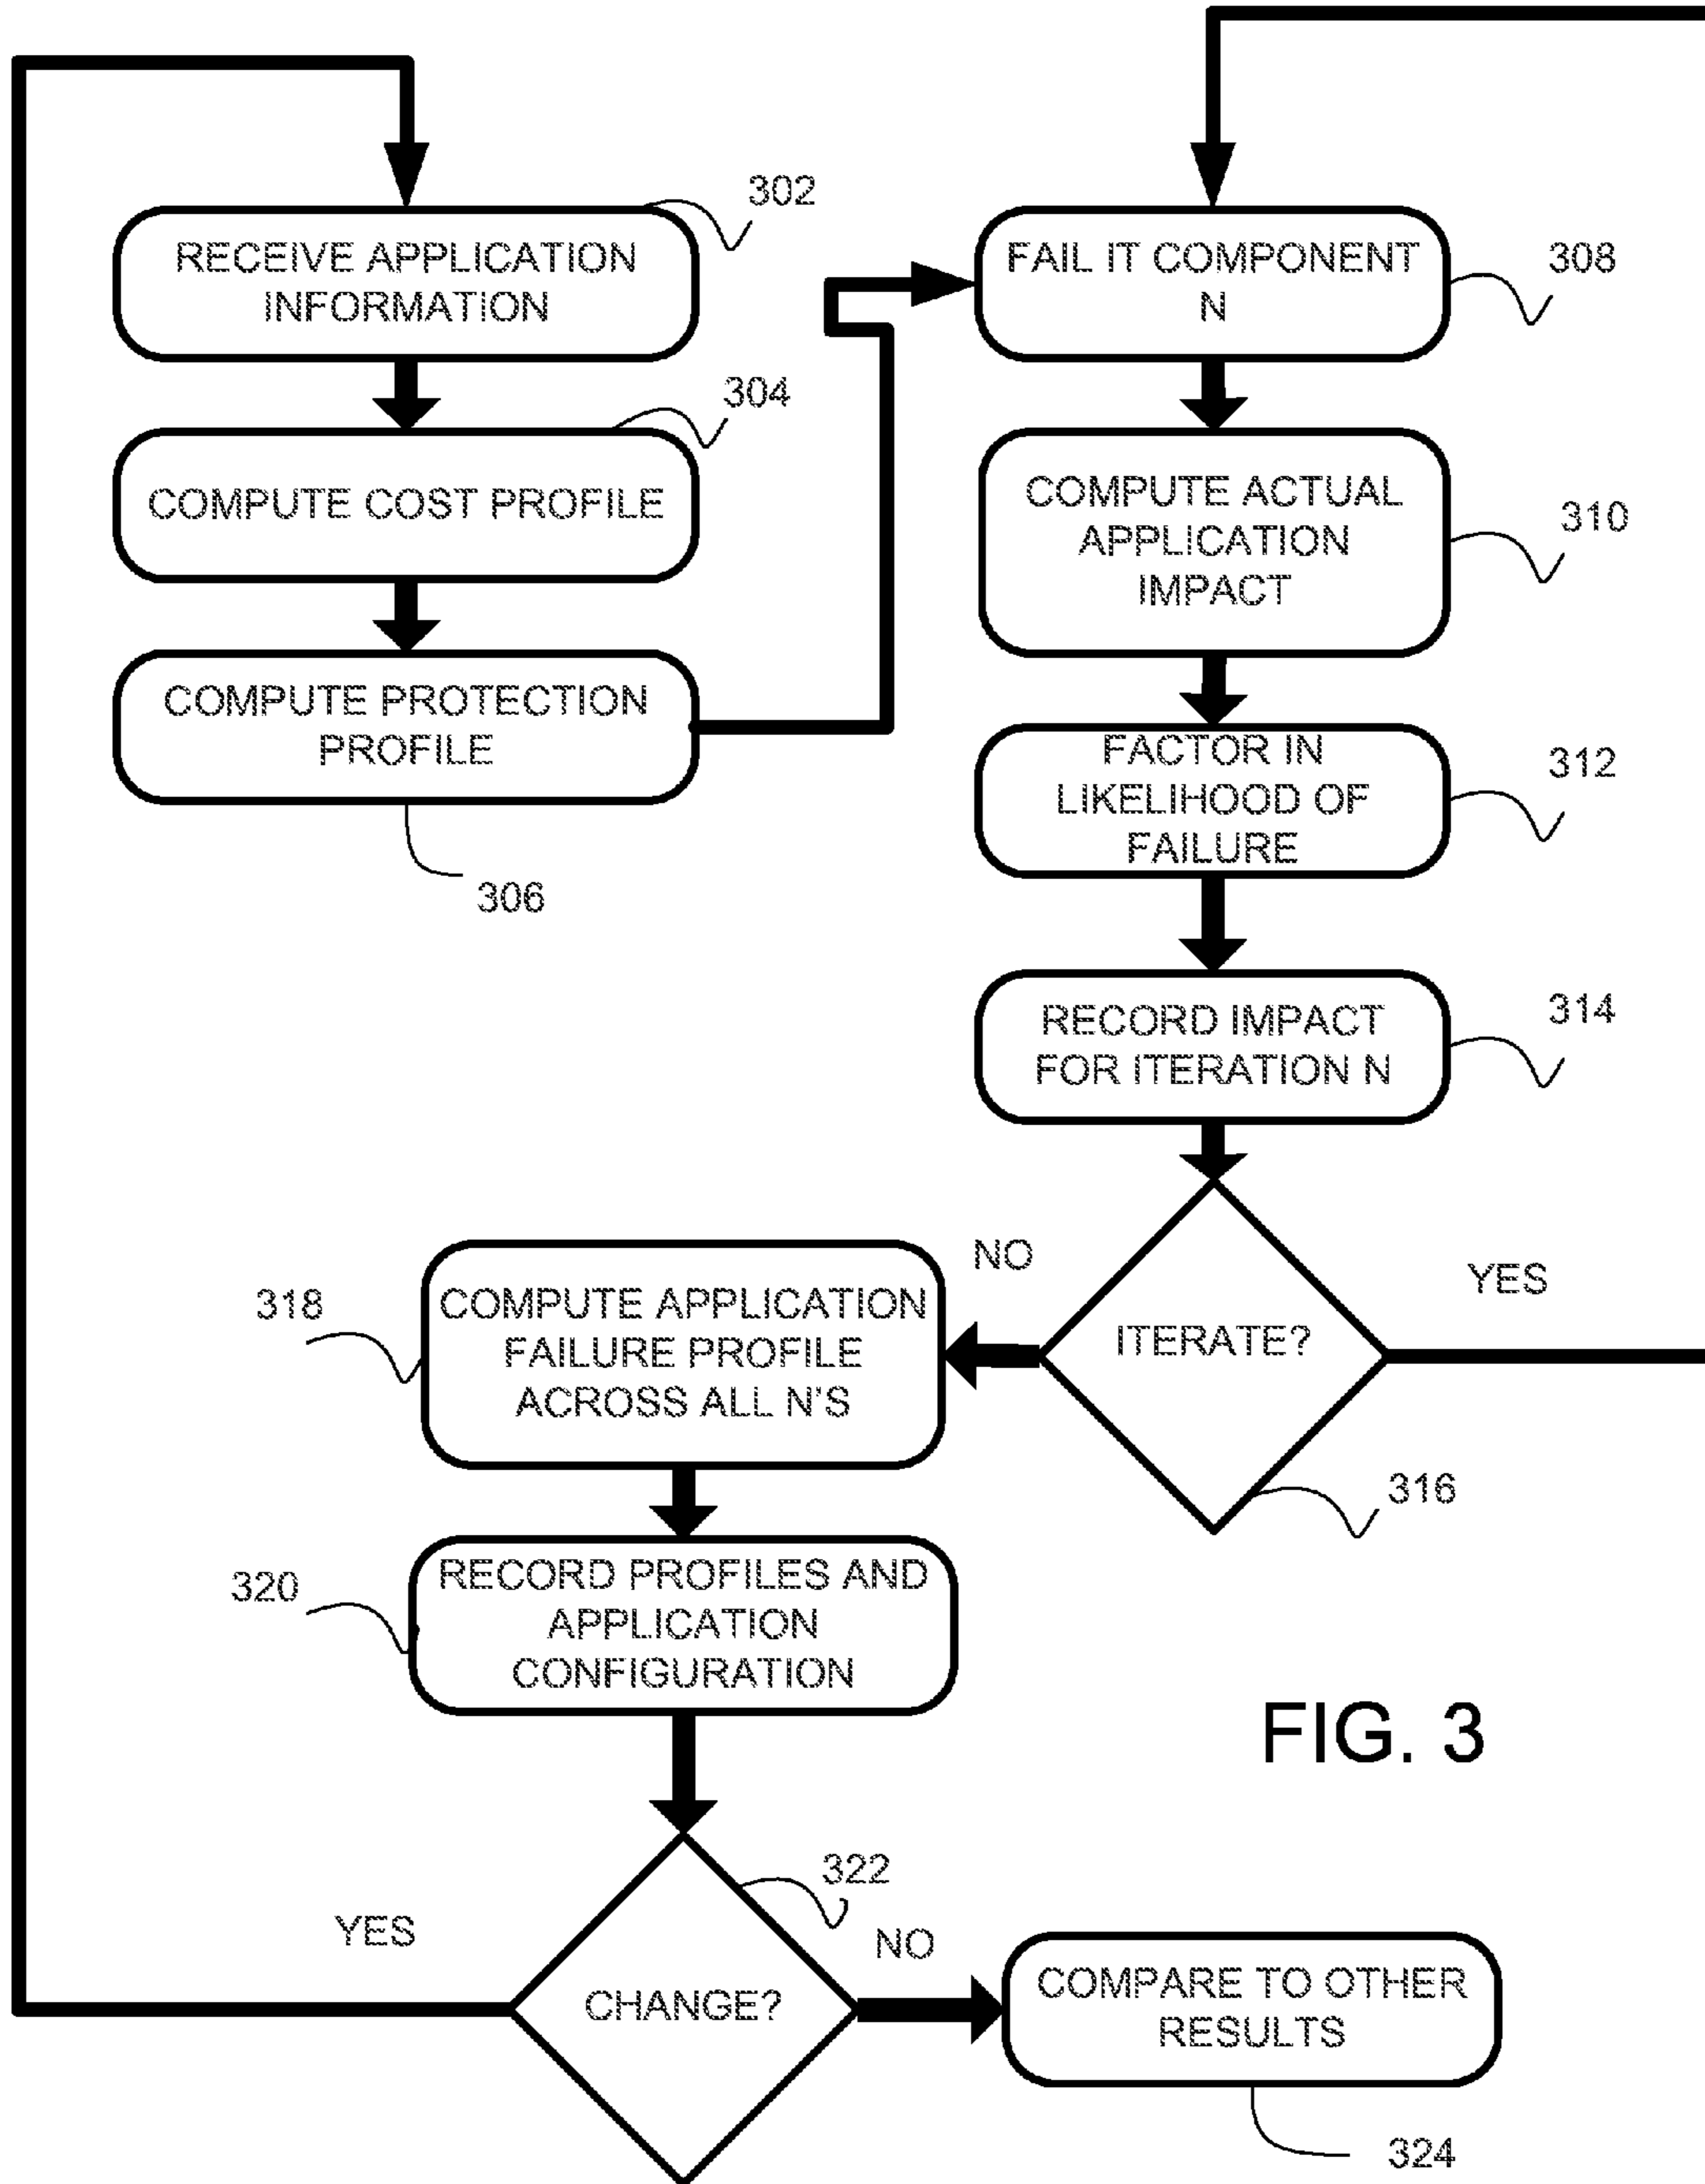 302
RECEIVE APPLICATION
INFORMATION
304
COMPUTE COST PROFILE
COMPUTE PROTECTION
PROFILE
306
FAIL IT COMPONENT
N
308
COMPUTE ACTUAL
APPLICATION
IMPACT
310
FACTOR IN
LIKELIHOOD OF
FAILURE
312
RECORD IMPACT
FOR ITERATION N
314
ITERATE?
NO
YES
316
318
COMPUTE APPLICATION
FAILURE PROFILE
ACROSS ALL N'S
320
RECORD PROFILES AND
APPLICATION
CONFIGURATION
FIG. 3
322
YES
NO
CHANGE?
COMPARE TO OTHER
RESULTS
324